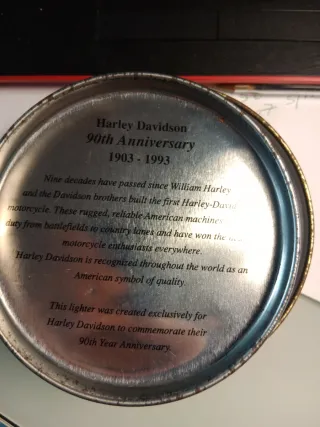 Harley Davidson
90th Anniversary
1903 - 1993
Nine decades have passed since William Harley
and the Davidson brothers built the first Harley-David
motorcycle. These rugged, reliable American machines
duty from battlefields to country lanes and have won the
motorcycle enthusiasts everywhere.
Harley Davidson is recognized throughout the world as an
American symbol of quality.
This lighter was created exclusively for
Harley Davidson to commemorate their
90th Year Anniversary.